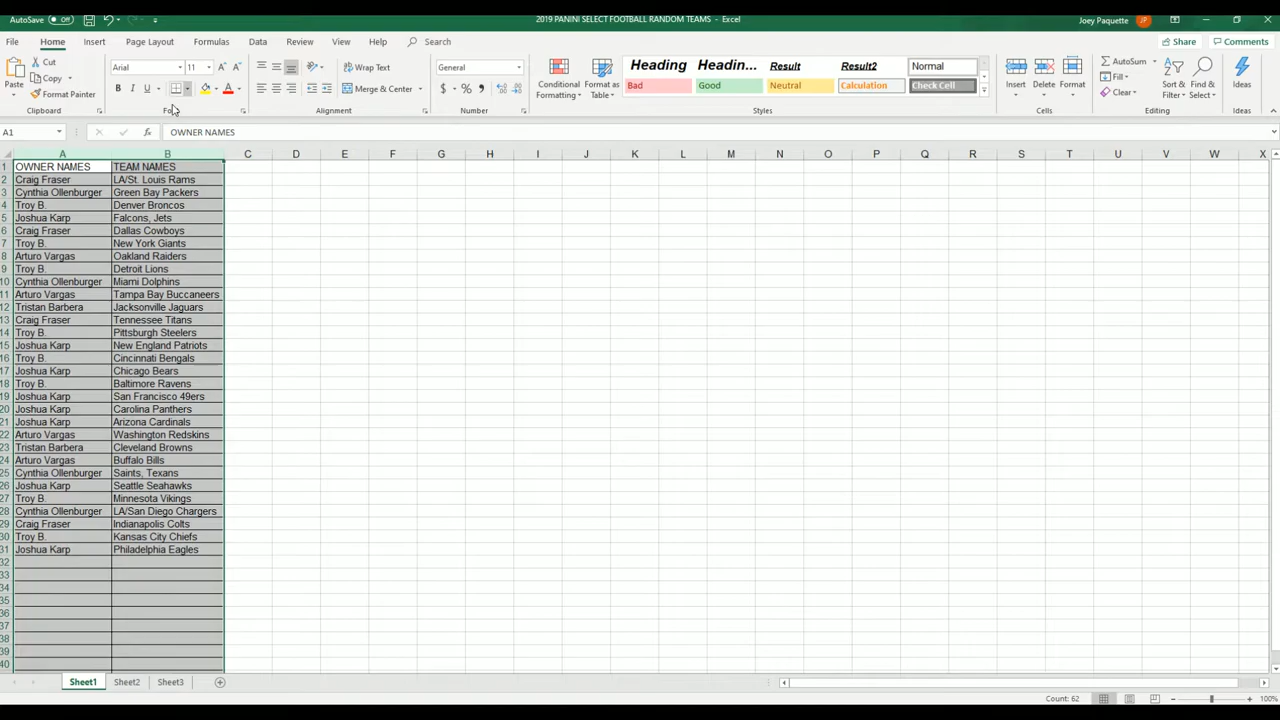 AutoSave Off 2019 PANINI SELECT FOOTBALL RANDOM TEAMS - Excel Joey Paquette JP
File Home Insert Page Layout Formulas Data Review View Help Search Share Comments
Cut
Copy
Format Painter
Paste
Clipboard
Arial 11
B I
Wrap Text
Merge & Center
Alignment
General
$ % ,
Number
Conditional Formatting
Format as Table
Heading Headin... Result Result2 Normal
Bad Good Neutral Calculation Check Cell
Styles
Insert Delete Format
Cells
AutoSum
Fill
Clear
Sort & Filter
Find & Select
Editing
Ideas
Ideas
A1 fx OWNER NAMES
A B C D E F G H I J K L M N O P Q R S T U V W X
1 OWNER NAMES TEAM NAMES
2 Craig Fraser LA/St. Louis Rams
3 Cynthia Ollenburger Green Bay Packers
4 Troy B. Denver Broncos
5 Joshua Karp Falcons, Jets
6 Craig Fraser Dallas Cowboys
7 Troy B. New York Giants
8 Arturo Vargas Oakland Raiders
9 Troy B. Detroit Lions
10 Cynthia Ollenburger Miami Dolphins
11 Arturo Vargas Tampa Bay Buccaneers
12 Tristan Barbera Jacksonville Jaguars
13 Craig Fraser Tennessee Titans
14 Troy B. Pittsburgh Steelers
15 Joshua Karp New England Patriots
16 Troy B. Cincinnati Bengals
17 Joshua Karp Chicago Bears
18 Troy B. Baltimore Ravens
19 Joshua Karp San Francisco 49ers
20 Joshua Karp Carolina Panthers
21 Joshua Karp Arizona Cardinals
22 Arturo Vargas Washington Redskins
23 Tristan Barbera Cleveland Browns
24 Arturo Vargas Buffalo Bills
25 Cynthia Ollenburger Saints, Texans
26 Joshua Karp Seattle Seahawks
27 Troy B. Minnesota Vikings
28 Cynthia Ollenburger LA/San Diego Chargers
29 Craig Fraser Indianapolis Colts
30 Troy B. Kansas City Chiefs
31 Joshua Karp Philadelphia Eagles
32
33
34
35
36
37
38
39
40
Sheet1 Sheet2 Sheet3
Count: 62 100%